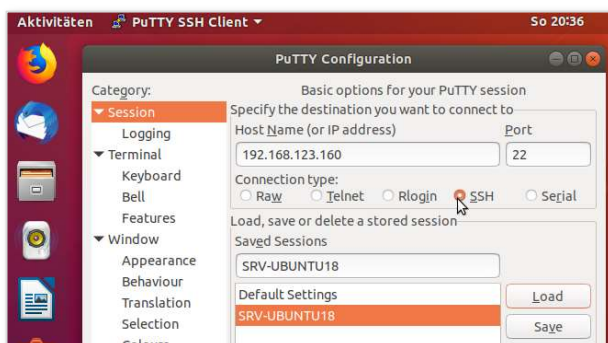 Aktivitäten PuTTY SSH Client So 20:36
PuTTY Configuration
Category:
Session
Logging
Terminal
Keyboard
Bell
Features
Window
Appearance
Behaviour
Translation
Selection
Basic options for your PuTTY session
Specify the destination you want to connect to
Host Name (or IP address) Port
192.168.123.160 22
Connection type:
Raw Telnet Rlogin SSH Serial
Load, save or delete a stored session
Saved Sessions
SRV-UBUNTU18
Default Settings Load
SRV-UBUNTU18 Save